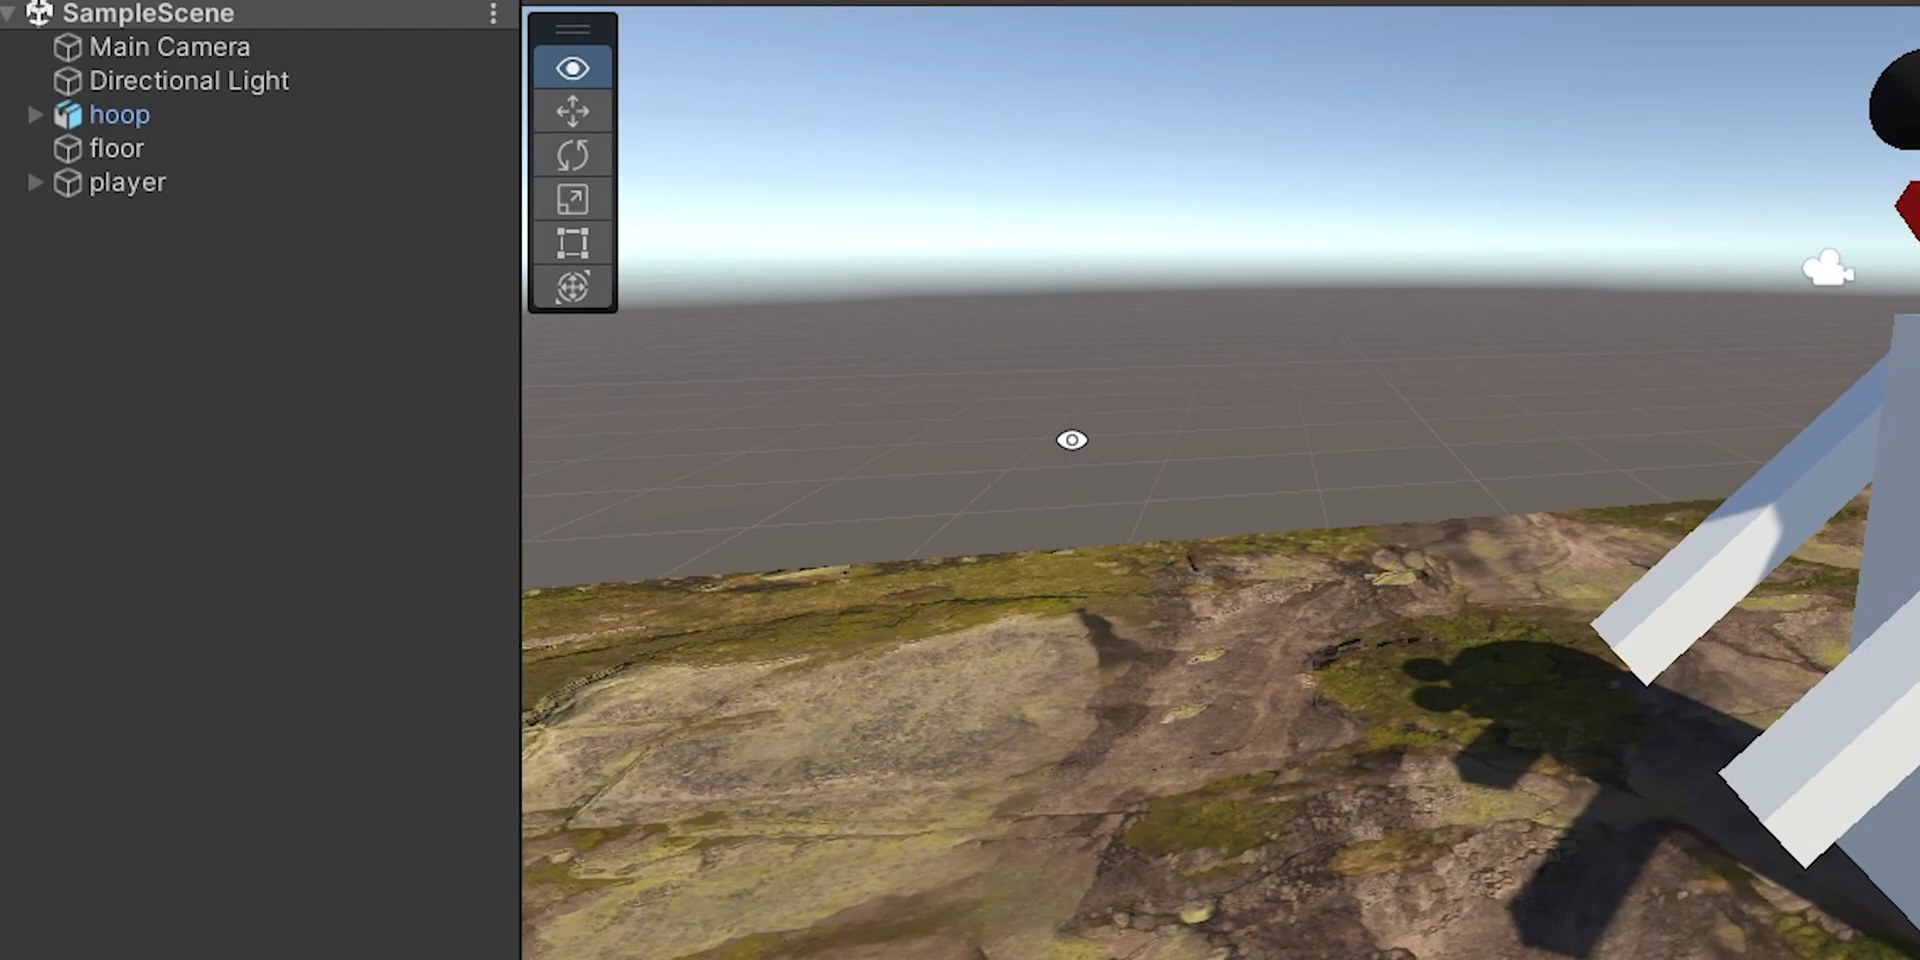 SampleScene
Main Camera
Directional Light
hoop
floor
player